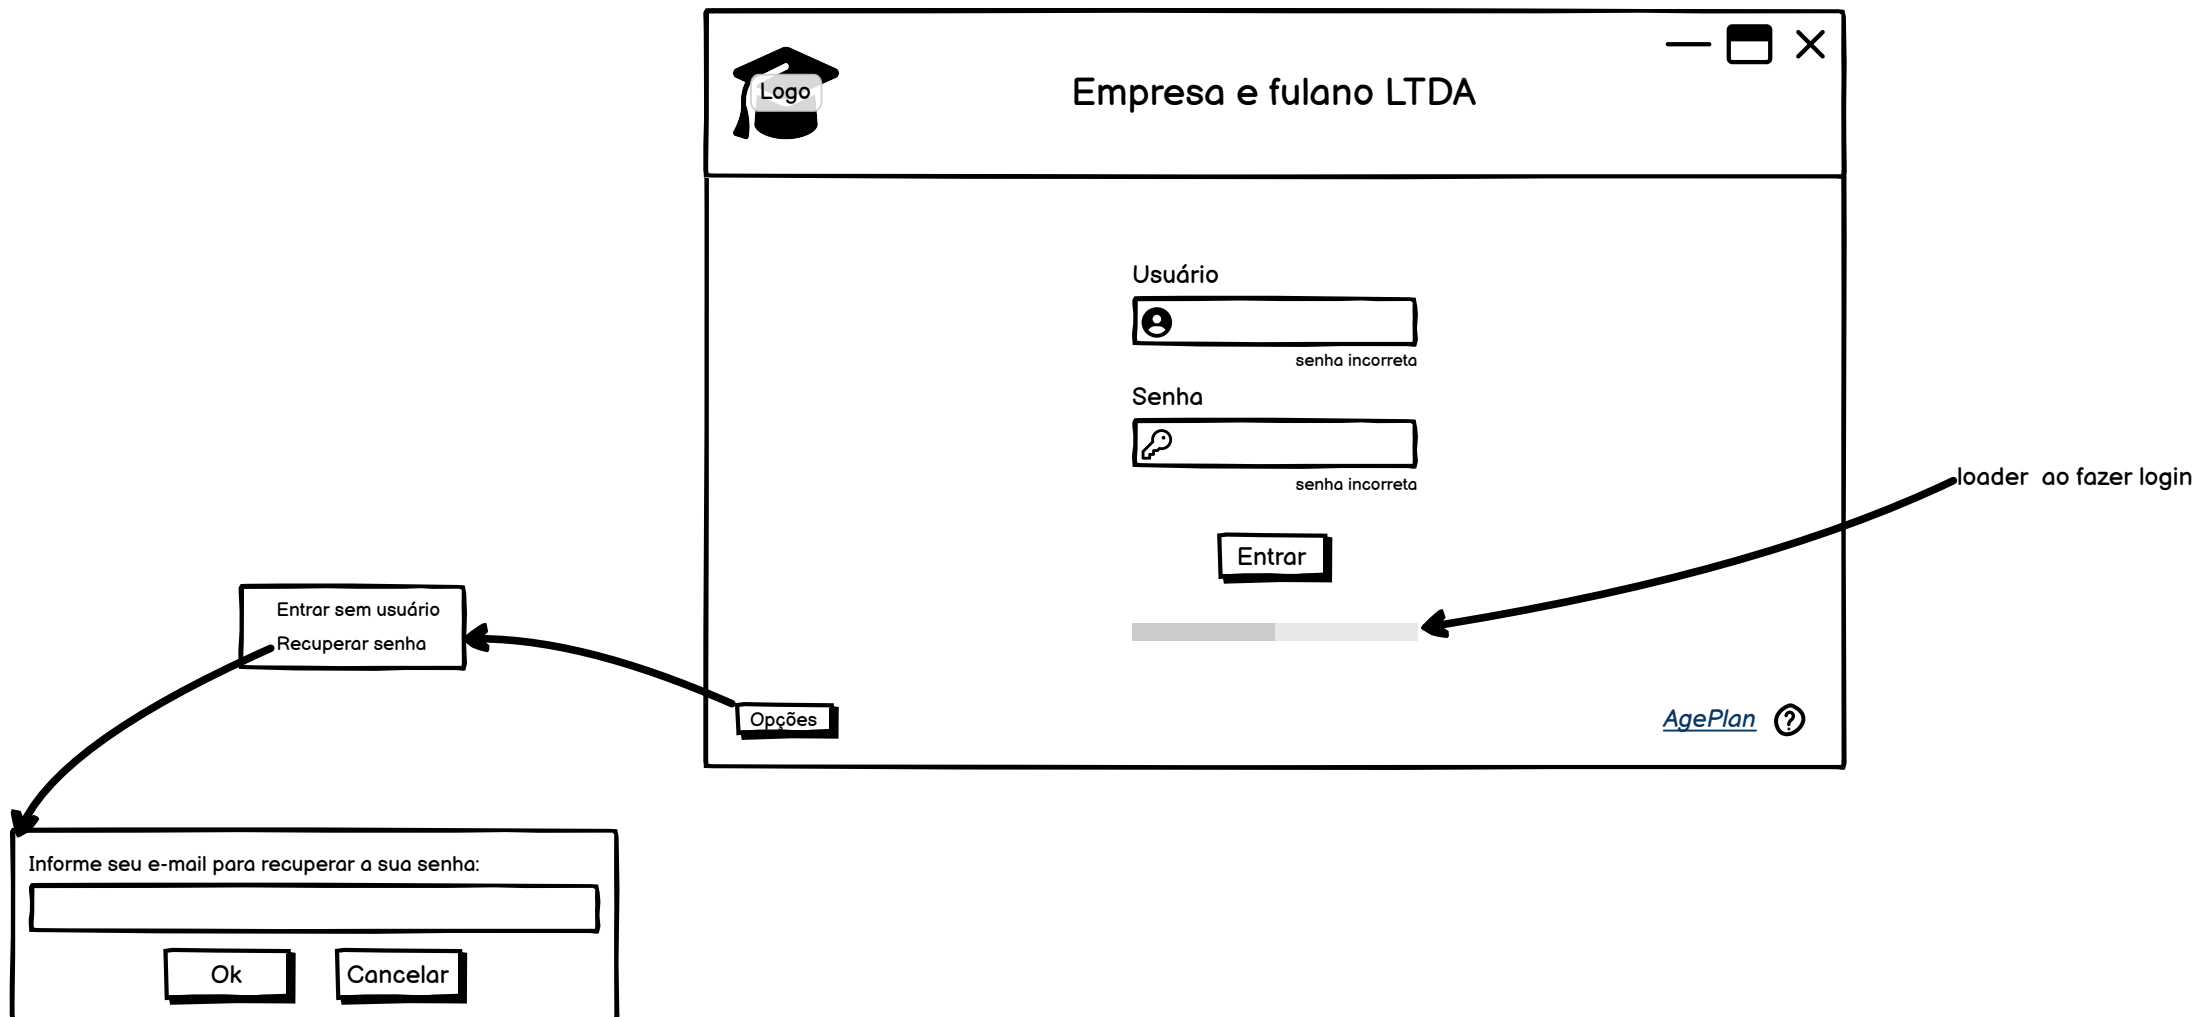 Logo
Empresa e fulano LTDA
Usuário
senha incorreta
Senha
senha incorreta
Entrar
loader  ao fazer login
Opções
AgePlan
?
Entrar sem usuário
Recuperar senha
Informe seu e-mail para recuperar a sua senha:
Ok
Cancelar